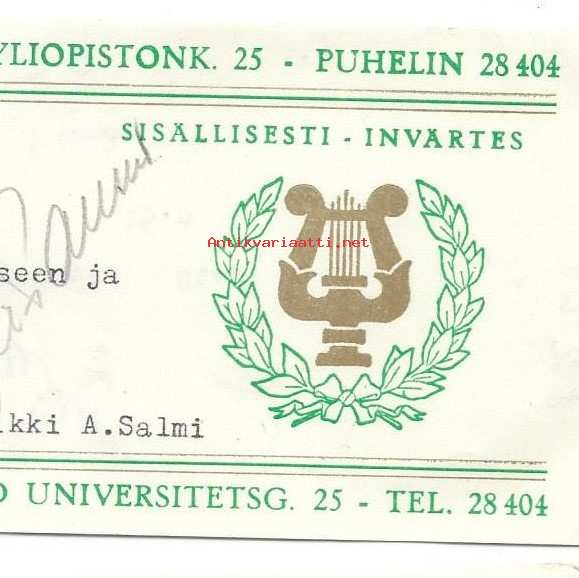 YLIOPISTONK. 25 - PUHELIN 28 404
SISÄLLISESTI - INVÄRTES
Antikvariaatti.net
seen ja
kki A.Salmi
UNIVERSITETSG. 25 - TEL. 28 404